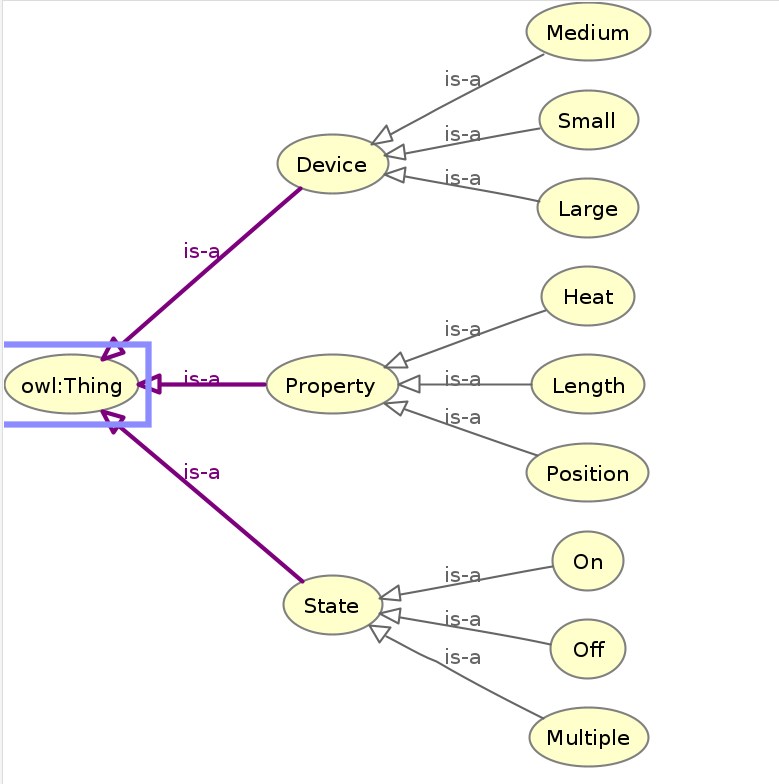 Medium
is-a
Small
is-a
Device
is-a
Large
is-a
Heat
is-a
owl:Thing
is-a
Property
is-a
Length
is-a
Position
is-a
On
is-a
State
is-a
Off
is-a
Multiple